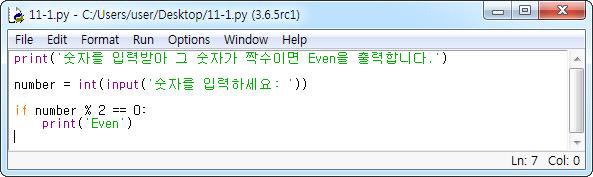 11-1.py - C:/Users/user/Desktop/11-1.py (3.6.5rc1)
File Edit Format Run Options Window Help
print('숫자를 입력받아 그 숫자가 짝수이면 Even을 출력합니다.')
number = int(input('숫자를 입력하세요: '))
if number % 2 == 0:
    print('Even')
Ln: 7 Col: 0